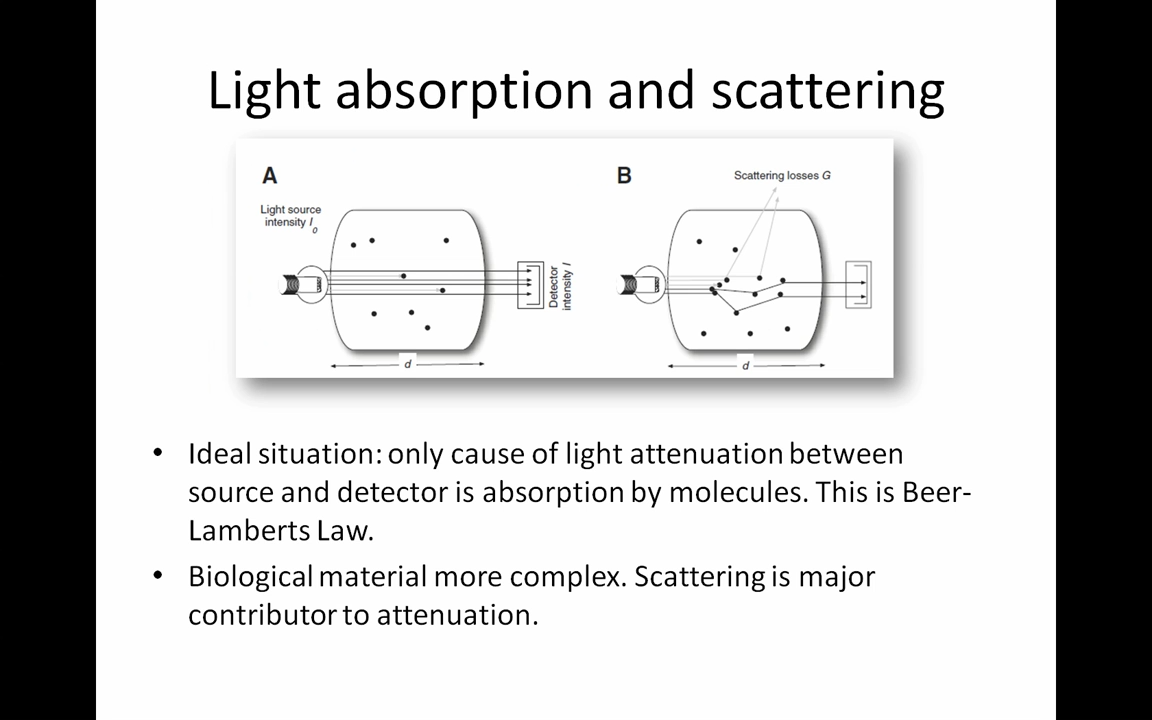 Light absorption and scattering
A
B
Scattering losses G
Light source
intensity I
o
Detector
intensity I
d
d
• Ideal situation: only cause of light attenuation between
source and detector is absorption by molecules. This is Beer-
Lamberts Law.
• Biological material more complex. Scattering is major
contributor to attenuation.